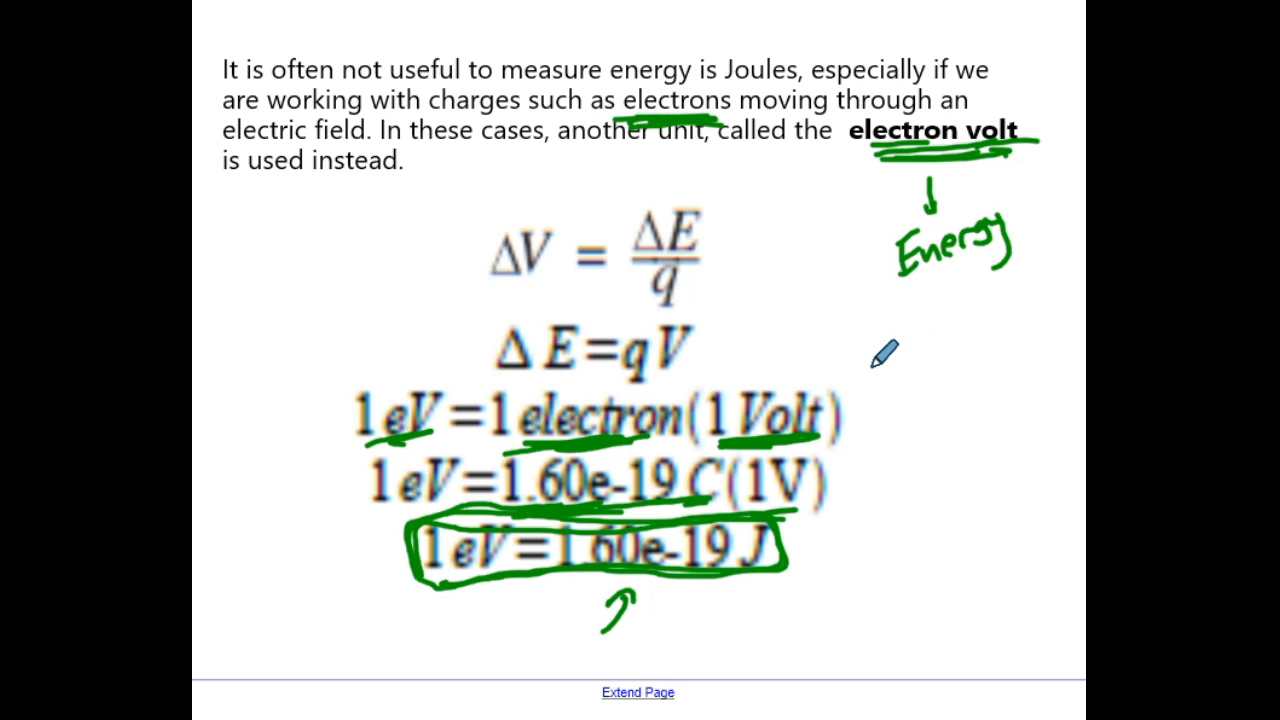 It is often not useful to measure energy is Joules, especially if we
are working with charges such as electrons moving through an
electric field. In these cases, another unit, called the electron volt
is used instead.
Energy
ΔV = ΔE/q
Δ E=qV
1 eV=1 electron(1 Volt)
1 eV=1.60e-19 C(1V)
1 eV=1.60e-19 J
Extend Page